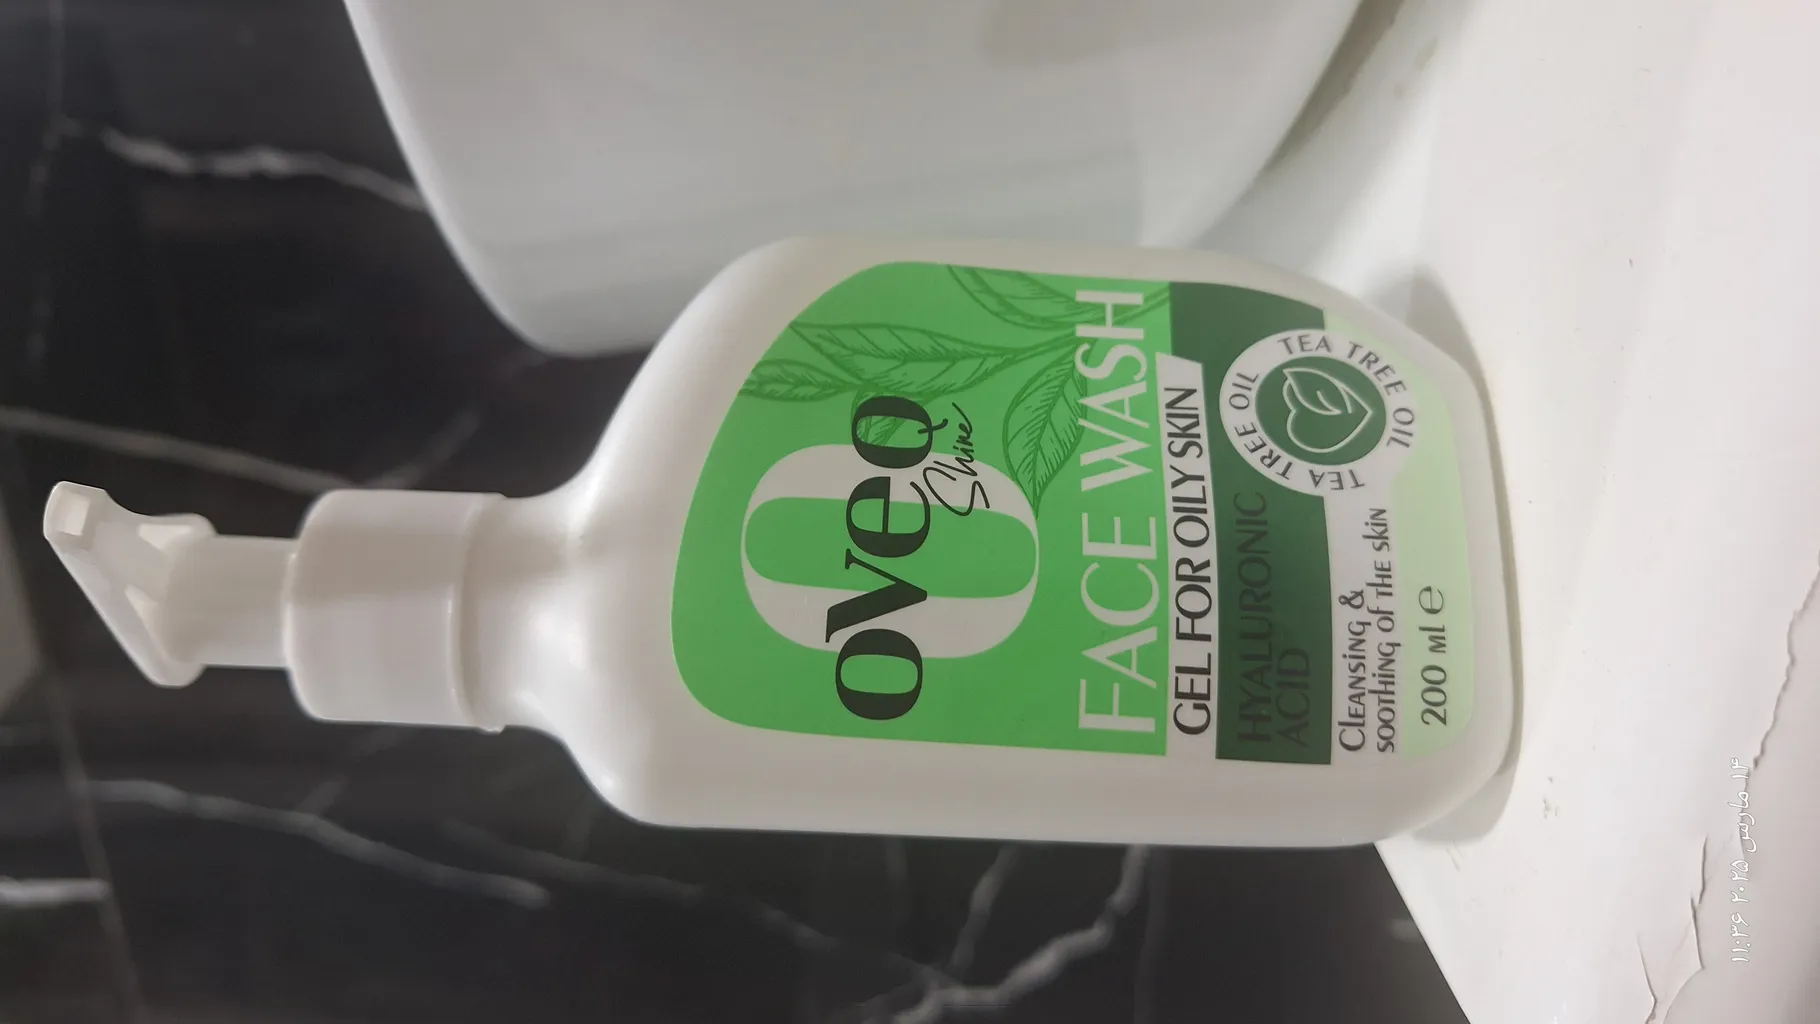 oveQ
Shine
FACE WASH
GEL FOR OILY SKIN
HYALURONIC
ACID
TEA TREE OIL
TEA TREE OIL
Cleansing &
soothing of the skin
200 ml e
۱۱:۳۶ ۲۰۲۵ مارس ۱۴